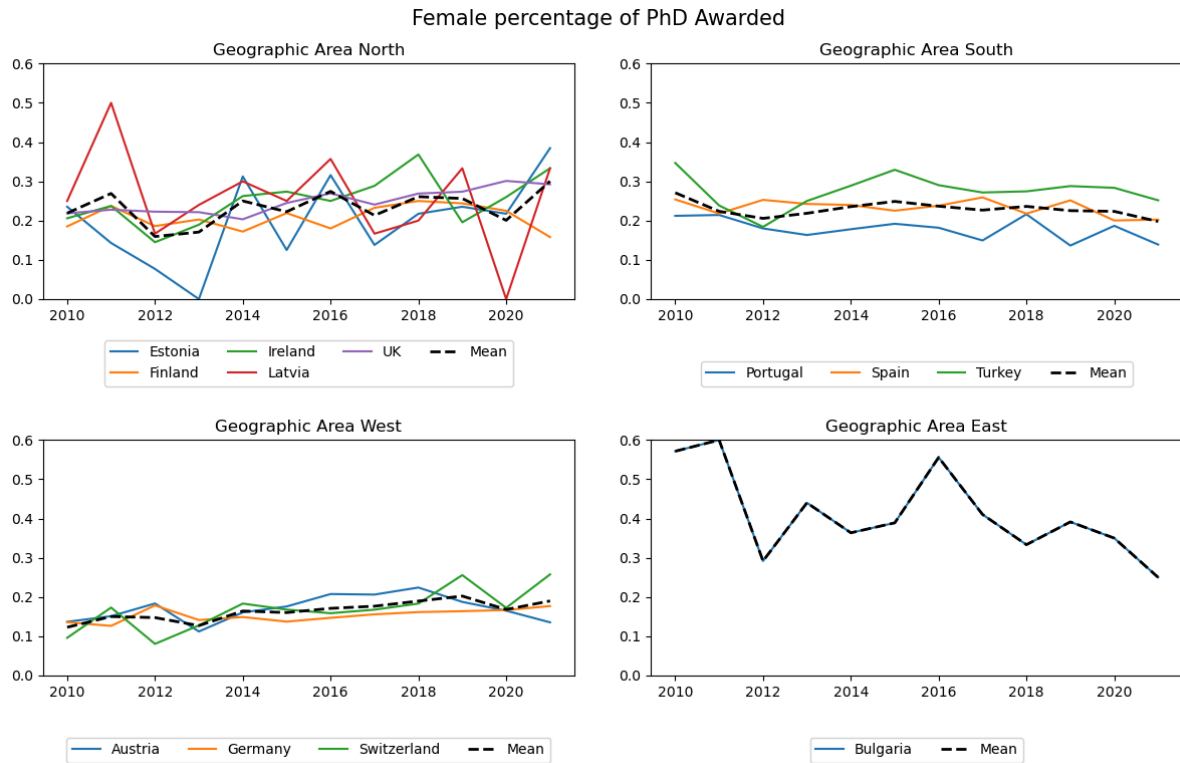 Female percentage of PhD Awarded
Geographic Area North
0.6
0.5
0.4
0.3
0.2
0.1
0.0
2010 2012 2014 2016 2018 2020
Estonia Ireland UK Mean
Finland Latvia
Geographic Area South
0.6
0.5
0.4
0.3
0.2
0.1
0.0
2010 2012 2014 2016 2018 2020
Portugal Spain Turkey Mean
Geographic Area West
0.6
0.5
0.4
0.3
0.2
0.1
0.0
2010 2012 2014 2016 2018 2020
Austria Germany Switzerland Mean
Geographic Area East
0.6
0.5
0.4
0.3
0.2
0.1
0.0
2010 2012 2014 2016 2018 2020
Bulgaria Mean